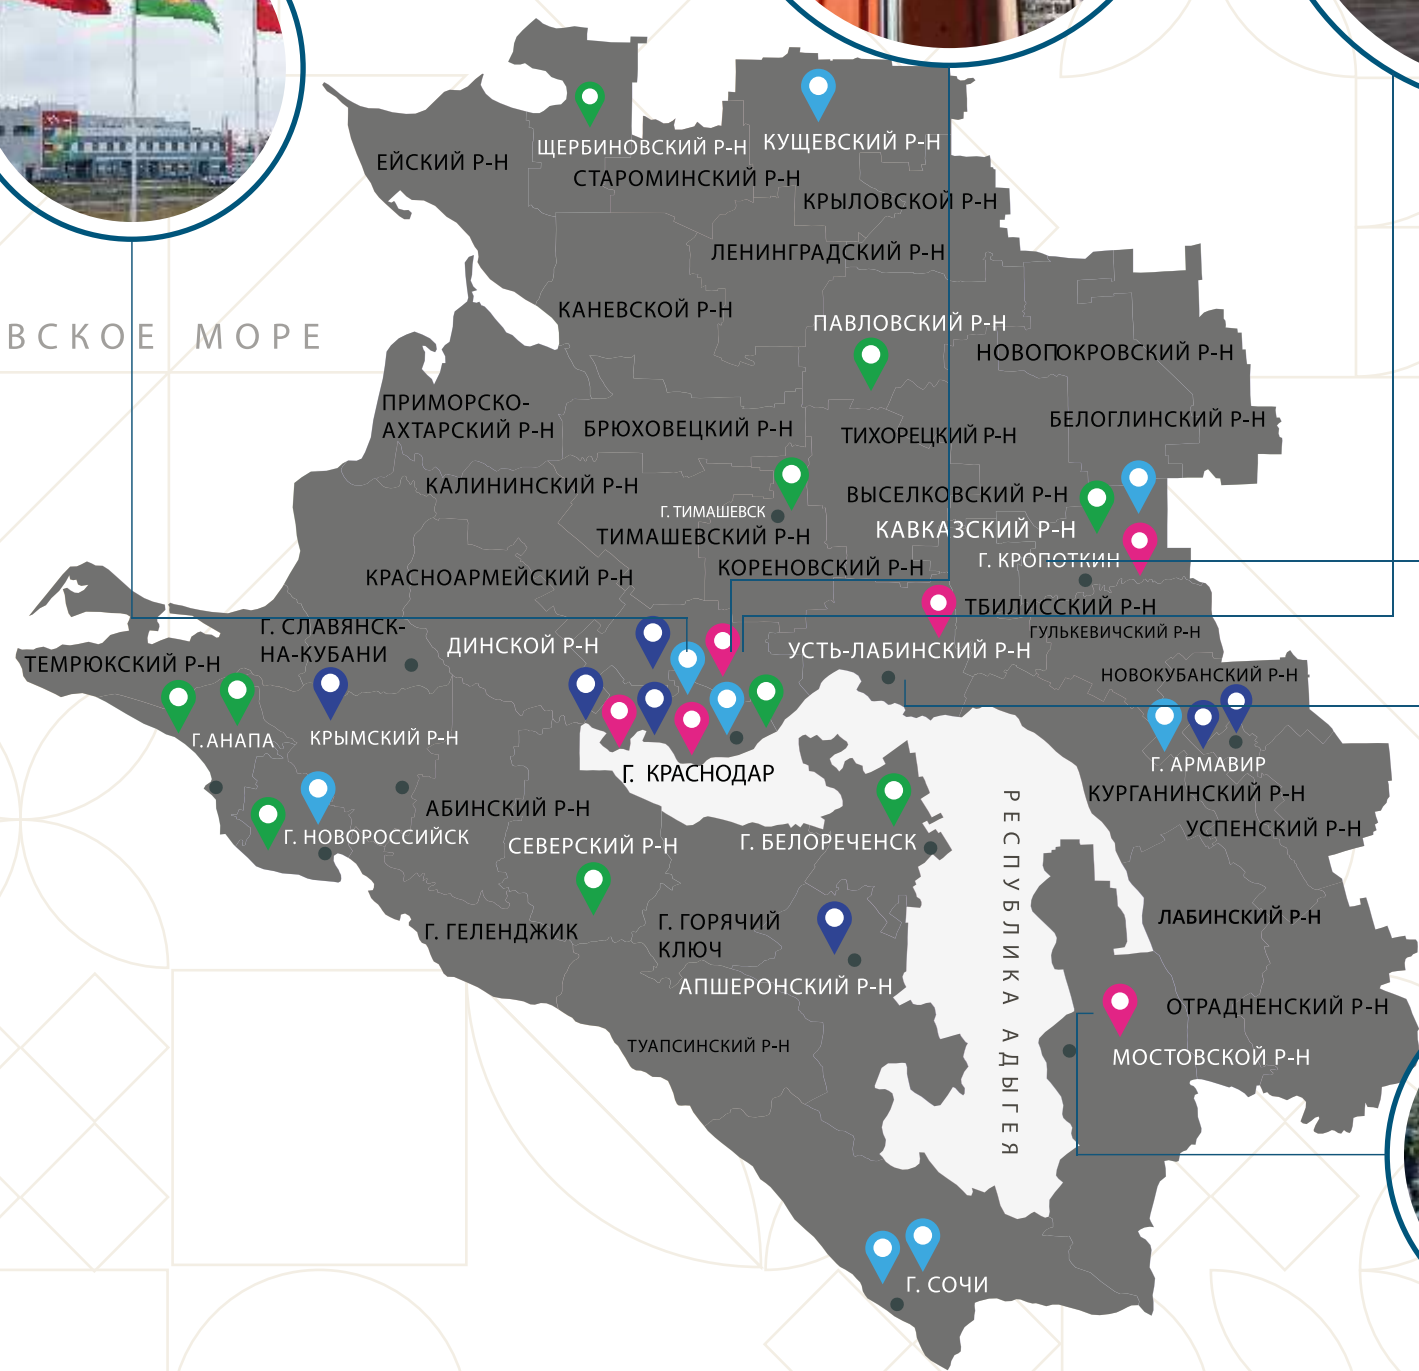 ЩЕРБИНОВСКИЙ Р-Н
КУЩЕВСКИЙ Р-Н
ЕЙСКИЙ Р-Н
СТАРОМИНСКИЙ Р-Н
КРЫЛОВСКОЙ Р-Н
ЛЕНИНГРАДСКИЙ Р-Н
КАНЕВСКОЙ Р-Н
ПАВЛОВСКИЙ Р-Н
ВСКОЕ МОРЕ
НОВОПОКРОВСКИЙ Р-Н
ПРИМОРСКО-
АХТАРСКИЙ Р-Н
БРЮХОВЕЦКИЙ Р-Н
ТИХОРЕЦКИЙ Р-Н
БЕЛОГЛИНСКИЙ Р-Н
КАЛИНИНСКИЙ Р-Н
ВЫСЕЛКОВСКИЙ Р-Н
Г. ТИМАШЕВСК
ТИМАШЕВСКИЙ Р-Н
КАВКАЗСКИЙ Р-Н
Г. КРОПОТКИН
КОРЕНОВСКИЙ Р-Н
КРАСНОАРМЕЙСКИЙ Р-Н
ТБИЛИССКИЙ Р-Н
Г. СЛАВЯНСК-
НА-КУБАНИ
ГУЛЬКЕВИЧСКИЙ Р-Н
ДИНСКОЙ Р-Н
УСТЬ-ЛАБИНСКИЙ Р-Н
ТЕМРЮКСКИЙ Р-Н
НОВОКУБАНСКИЙ Р-Н
Г.АНАПА
КРЫМСКИЙ Р-Н
Г. АРМАВИР
Г. КРАСНОДАР
КУРГАНИНСКИЙ Р-Н
АБИНСКИЙ Р-Н
УСПЕНСКИЙ Р-Н
Г. НОВОРОССИЙСК
СЕВЕРСКИЙ Р-Н
Г. БЕЛОРЕЧЕНСК
РЕСПУБЛИКА АДЫГЕЯ
Г. ГЕЛЕНДЖИК
Г. ГОРЯЧИЙ
КЛЮЧ
ЛАБИНСКИЙ Р-Н
АПШЕРОНСКИЙ Р-Н
ОТРАДНЕНСКИЙ Р-Н
ТУАПСИНСКИЙ Р-Н
МОСТОВСКОЙ Р-Н
Г. СОЧИ